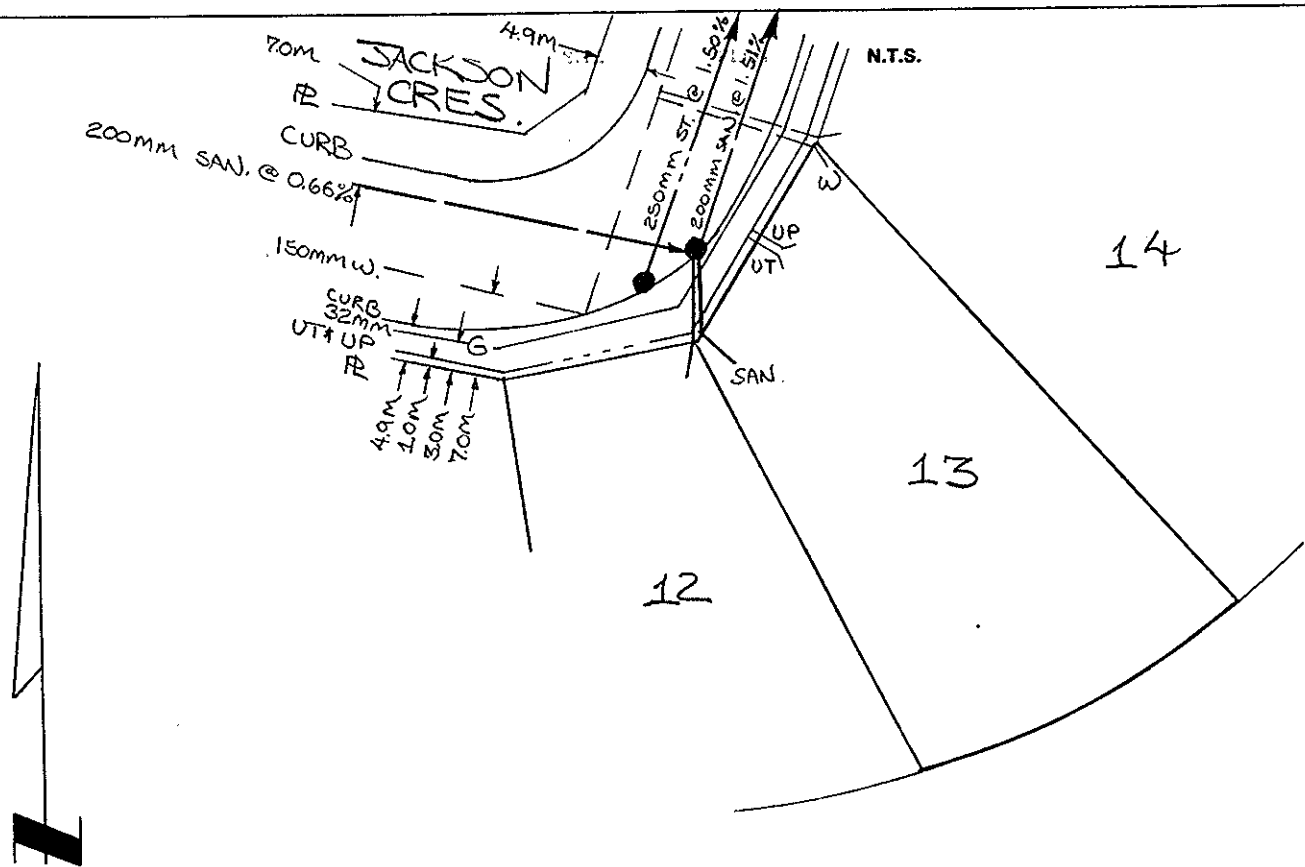 N.T.S.
4.9M
7.0M
JACKSON
CRES.
℄
CURB
200MM SAN. @ 0.66%
250MM ST. @ 1.50%
200MM SAN @ 1.51%
150MM W.
CURB
32MM
G
UT & UP
℄
4.9M
1.0M
3.0M
7.0M
W
UP
UT
SAN.
14
13
12
N